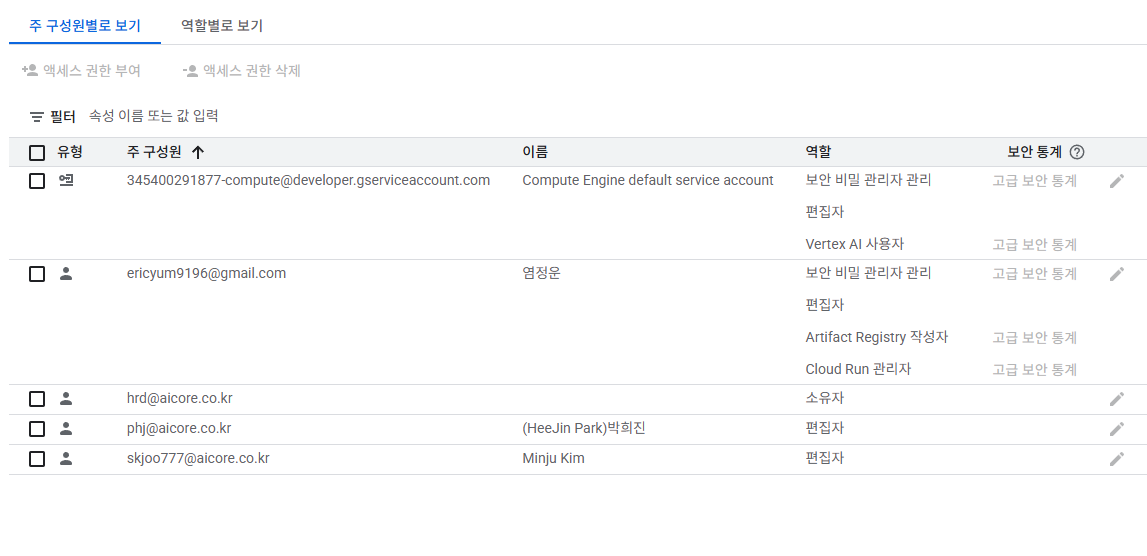 주 구성원별로 보기 역할별로 보기
액세스 권한 부여 액세스 권한 삭제
필터 속성 이름 또는 값 입력
유형 주 구성원 이름 역할 보안 통계
345400291877-compute@developer.gserviceaccount.com Compute Engine default service account 보안 비밀 관리자 관리 고급 보안 통계
편집자
Vertex AI 사용자 고급 보안 통계
ericyum9196@gmail.com 염정운 보안 비밀 관리자 관리 고급 보안 통계
편집자
Artifact Registry 작성자 고급 보안 통계
Cloud Run 관리자 고급 보안 통계
hrd@aicore.co.kr 소유자
phj@aicore.co.kr (HeeJin Park)박희진 편집자
skjoo777@aicore.co.kr Minju Kim 편집자